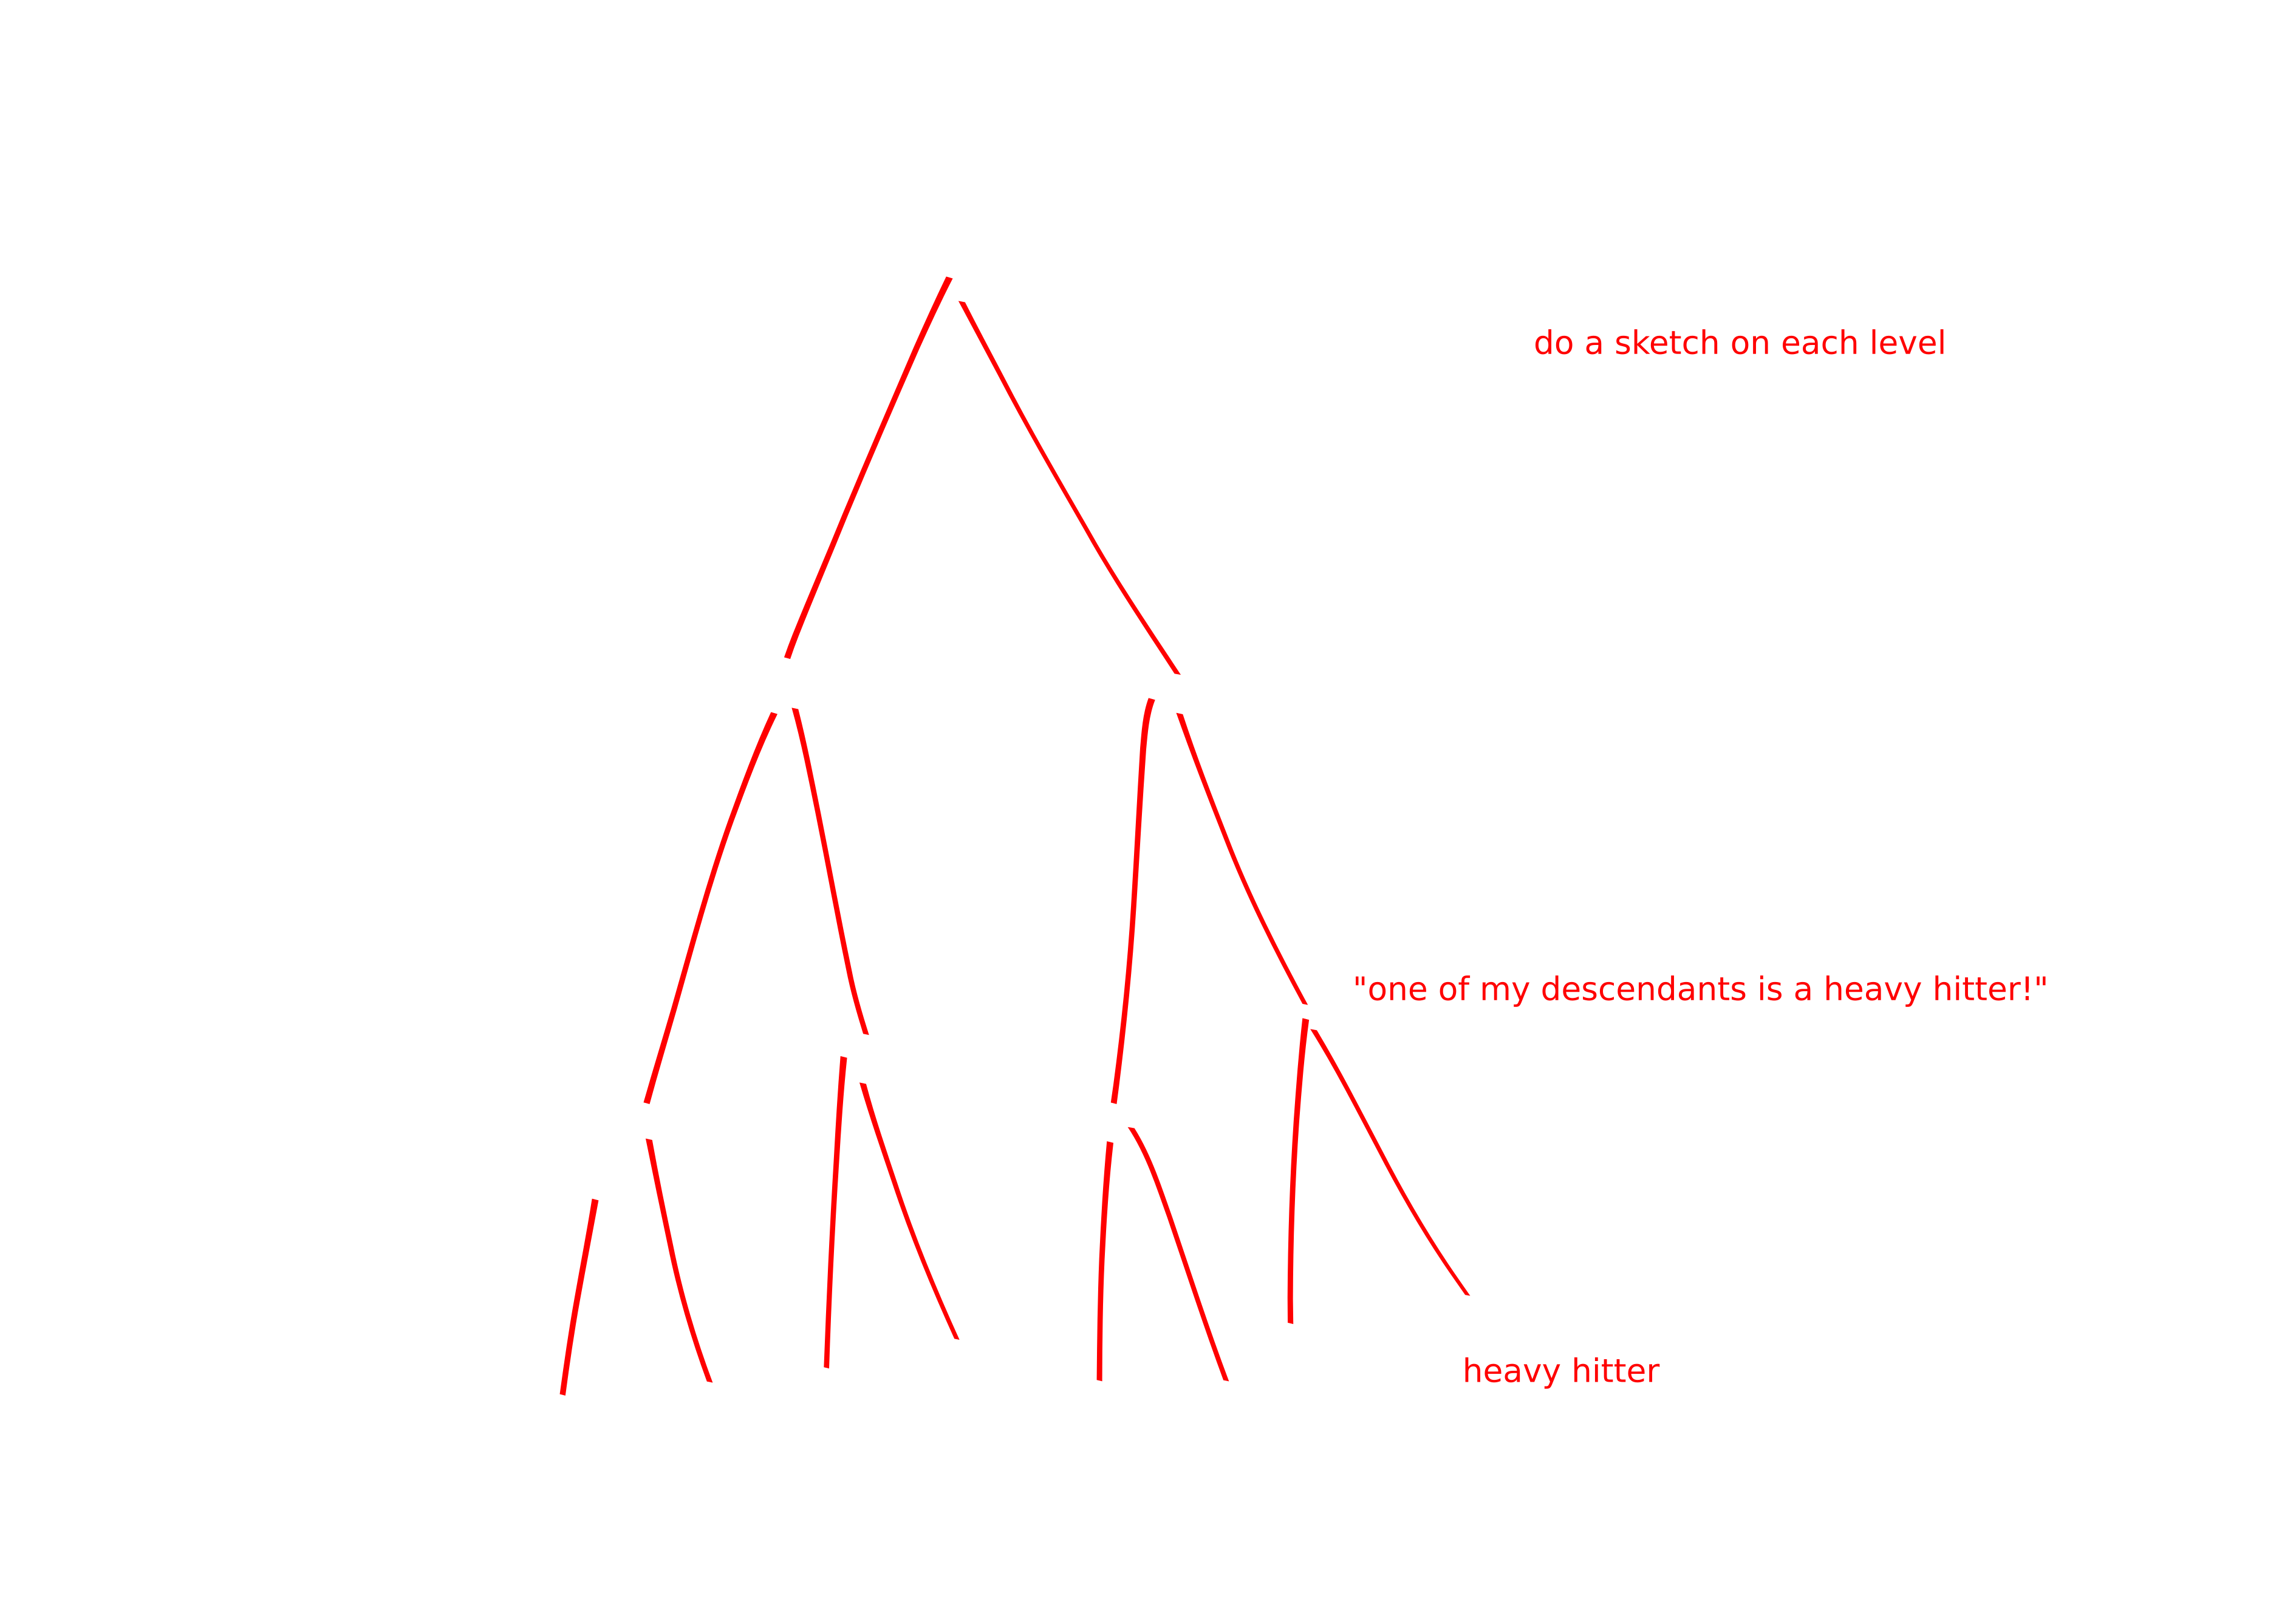 do a sketch on each level
"one of my descendants is a heavy hitter!"
heavy hitter